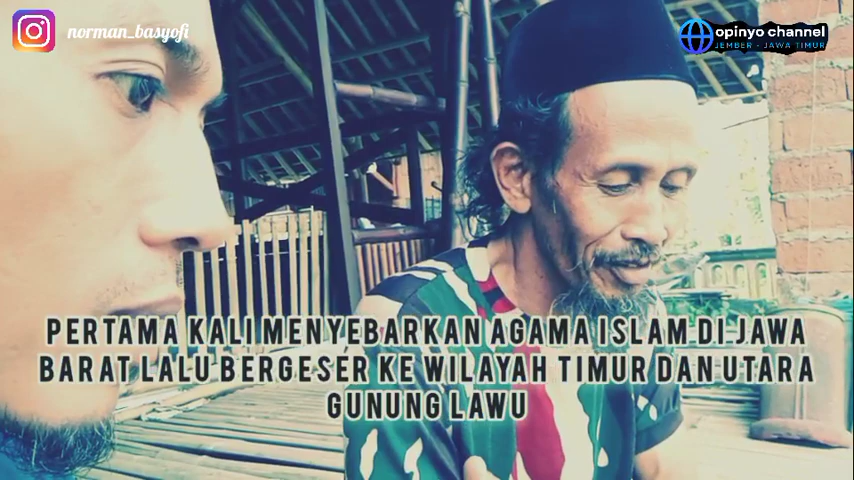 norman_basyofi
opinyo channel
JEMBER - JAWA TIMUR
PERTAMA KALI MENYEBARKAN AGAMA ISLAM DI JAWA
BARAT LALU BERGESER KE WILAYAH TIMUR DAN UTARA
GUNUNG LAWU